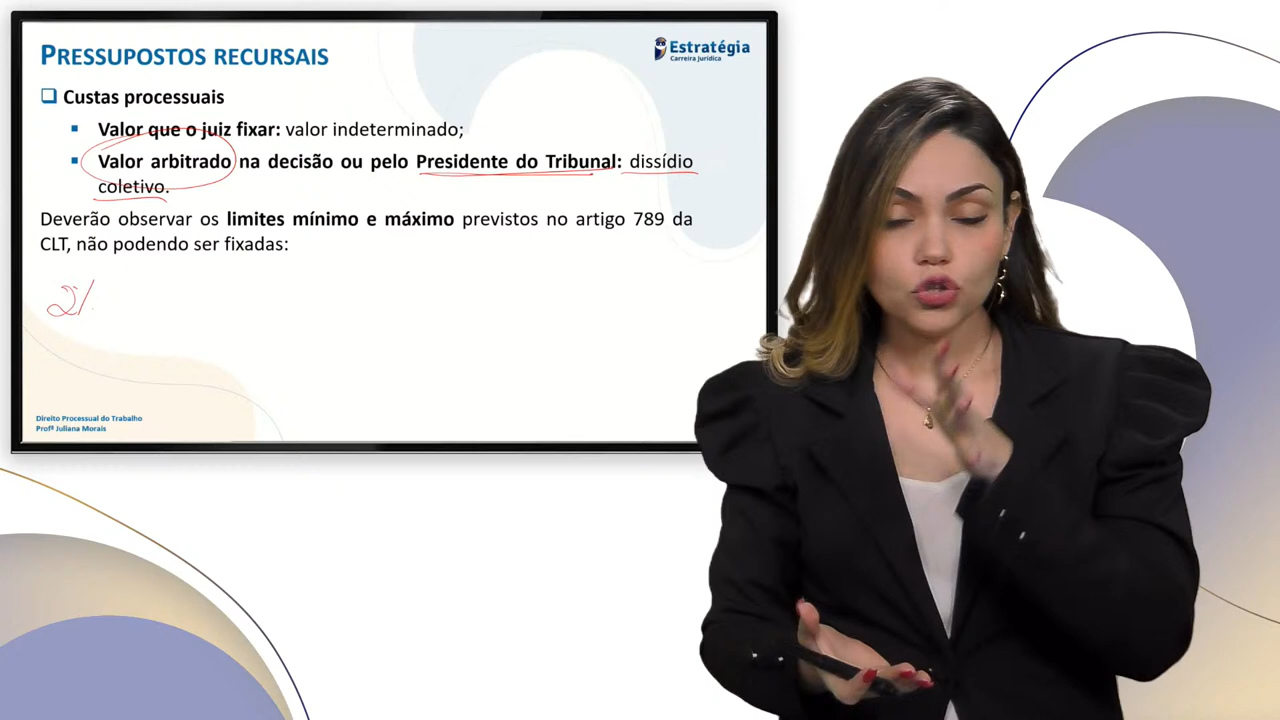 PRESSUPOSTOS RECURSAIS
Estratégia
Carreira Jurídica
❑ Custas processuais
▪ Valor que o juiz fixar: valor indeterminado;
▪ Valor arbitrado na decisão ou pelo Presidente do Tribunal: dissídio
coletivo.
Deverão observar os limites mínimo e máximo previstos no artigo 789 da
CLT, não podendo ser fixadas:
Direito Processual do Trabalho
Profª Juliana Morais